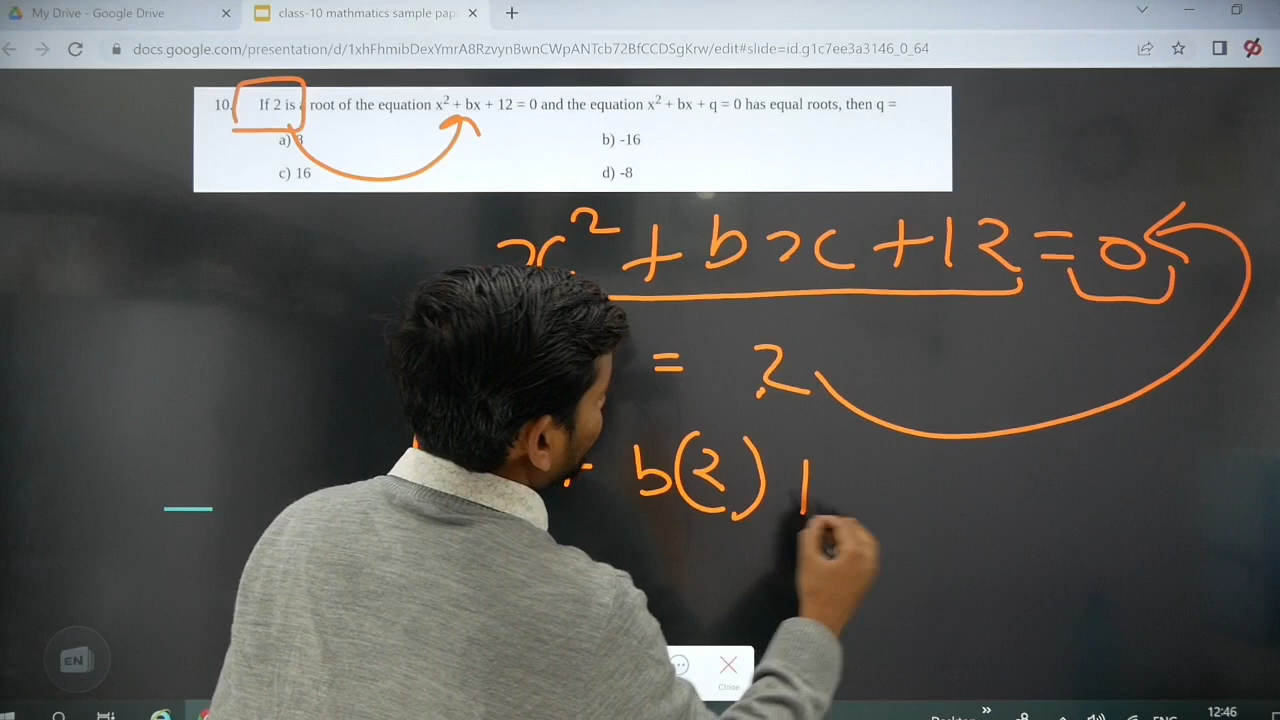 My Drive - Google Drive
class-10 mathmatics sample pap
docs.google.com/presentation/d/1xhFhmibDexYmrA8RzvynBwnCWpANTcb72BfCCDSgKrw/edit#slide=id.g1c7ee3a3146_0_64
10. If 2 is a root of the equation x² + bx + 12 = 0 and the equation x² + bx + q = 0 has equal roots, then q =
a) 8 b) -16
c) 16 d) -8
x² + bx + 12 = 0
= 2
b(2)
EN
Close
12:46